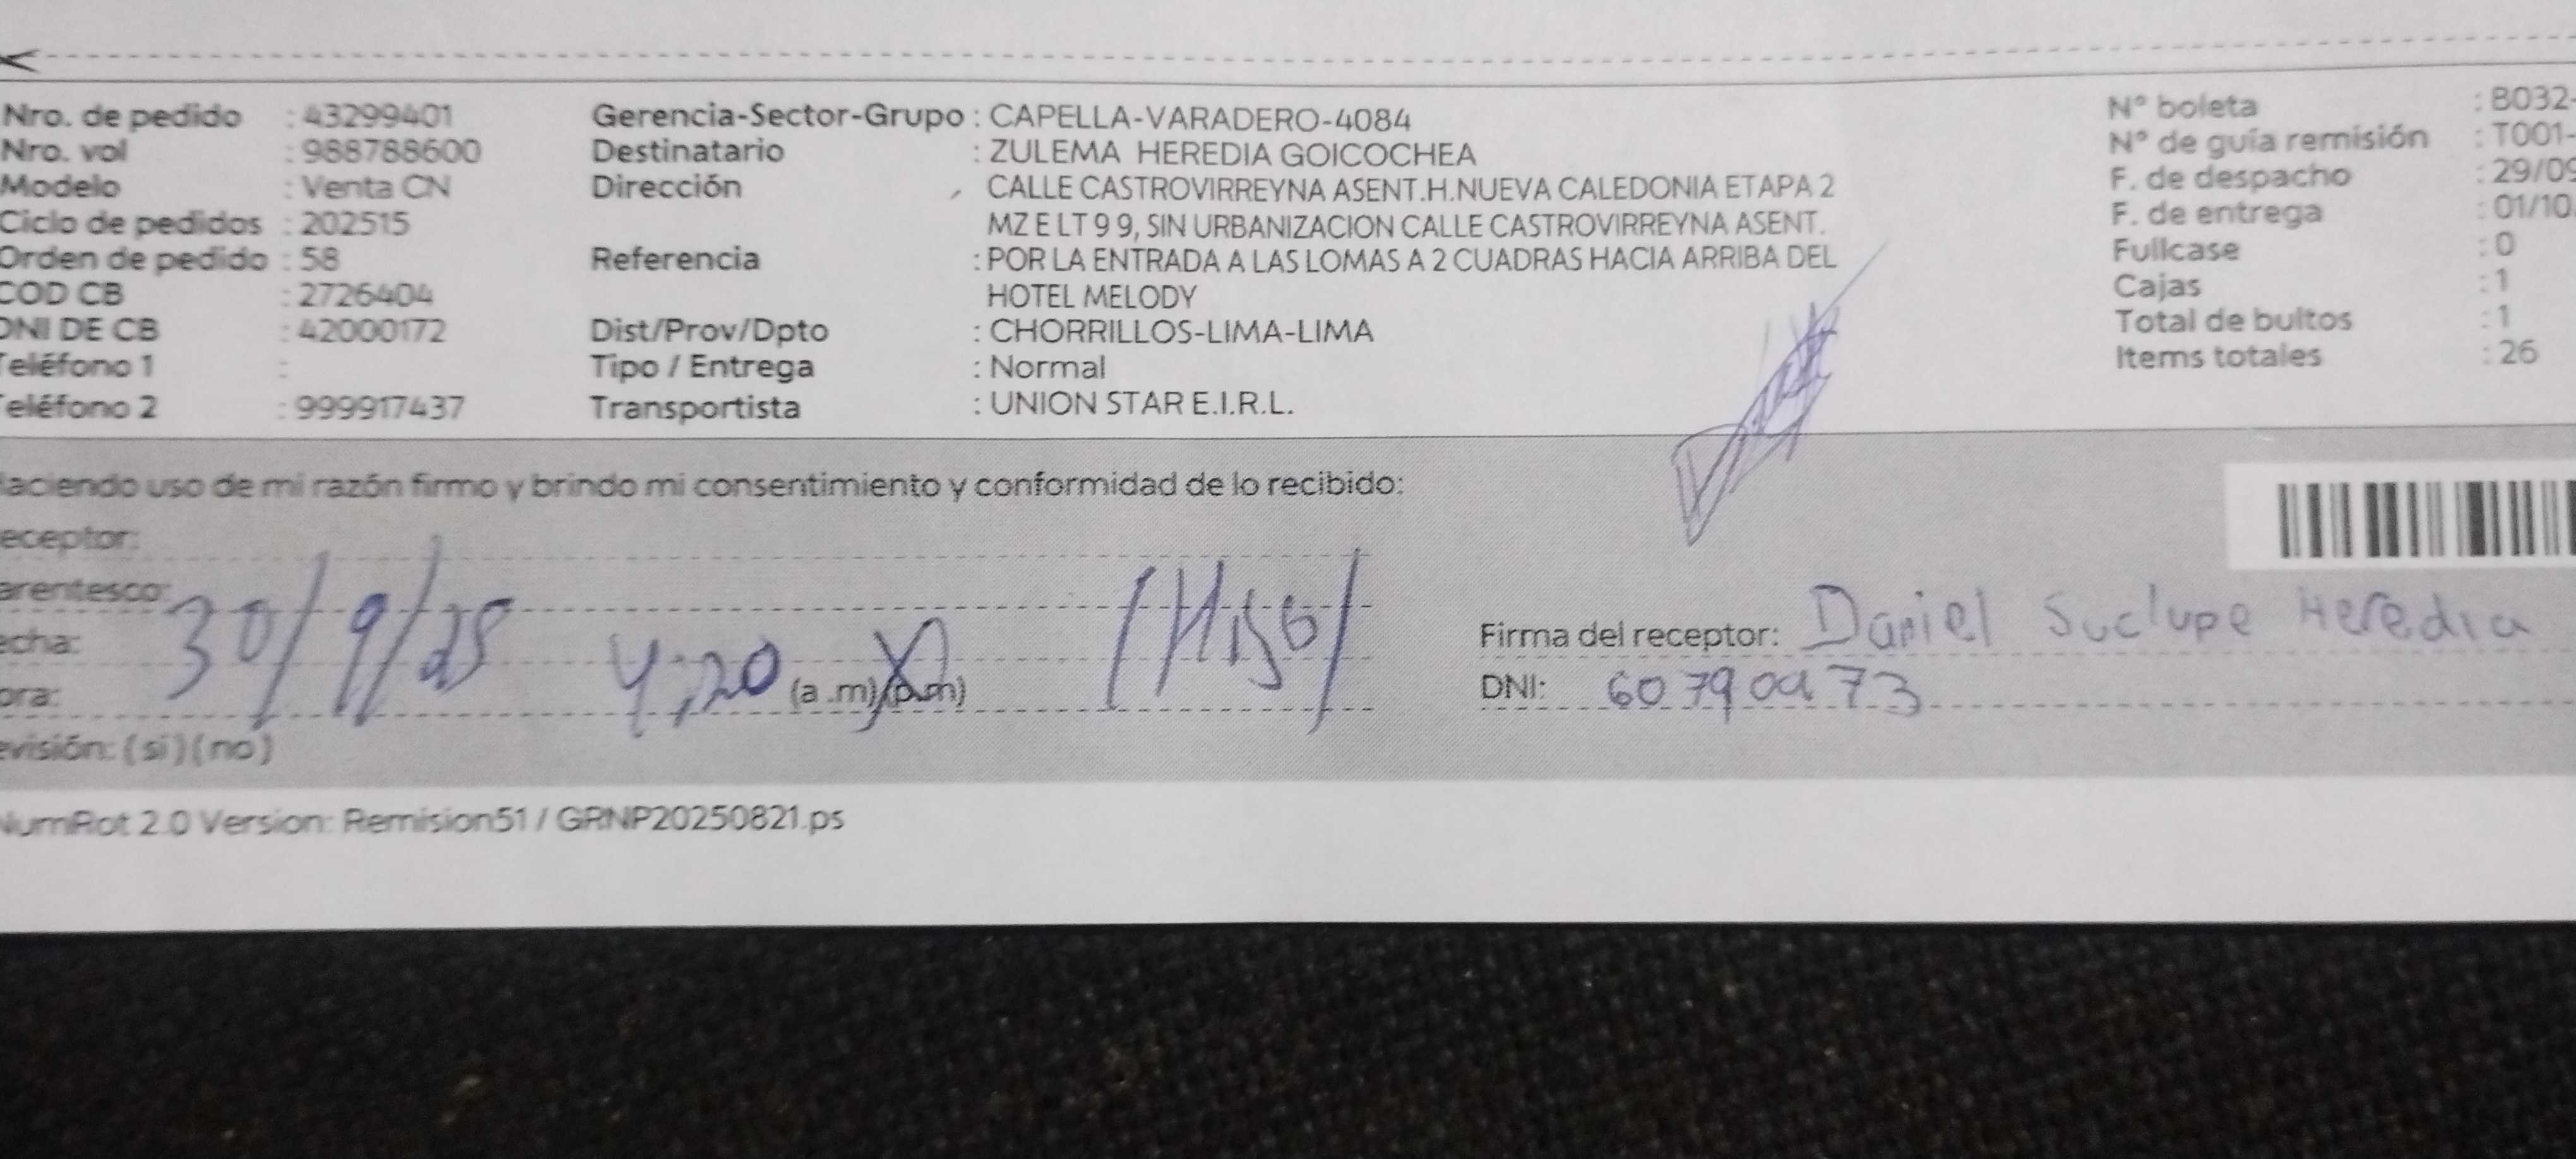 Nro. de pedido : 43299401 Gerencia-Sector-Grupo : CAPELLA-VARADERO-4084 N° boleta : B032-
Nro. vol : 988788600 Destinatario : ZULEMA HEREDIA GOICOCHEA N° de guía remisión : T001-
Modelo : Venta CN Dirección CALLE CASTROVIRREYNA ASENT.H.NUEVA CALEDONIA ETAPA 2 F. de despacho : 29/09
Ciclo de pedidos : 202515 MZ E LT 9 9, SIN URBANIZACION CALLE CASTROVIRREYNA ASENT. F. de entrega : 01/10
Orden de pedido : 58 Referencia : POR LA ENTRADA A LAS LOMAS A 2 CUADRAS HACIA ARRIBA DEL Fullcase : 0
COD CB : 2726404 HOTEL MELODY Cajas : 1
DNI DE CB : 42000172 Dist/Prov/Dpto : CHORRILLOS-LIMA-LIMA Total de bultos : 1
Teléfono 1 : Tipo / Entrega : Normal Items totales : 26
Teléfono 2 : 999917437 Transportista : UNION STAR E.I.R.L.
Haciendo uso de mi razón firmo y brindo mi consentimiento y conformidad de lo recibido:
eceptor:
arentesco:
echa: 30/9/25 /Hijo/ Firma del receptor: Daniel Suclupe Heredia
ora: 4:20 (a .m)(p.m) DNI:
evisión: (si)(no)
NumRot 2.0 Version: Remision51 / GRNP20250821.ps